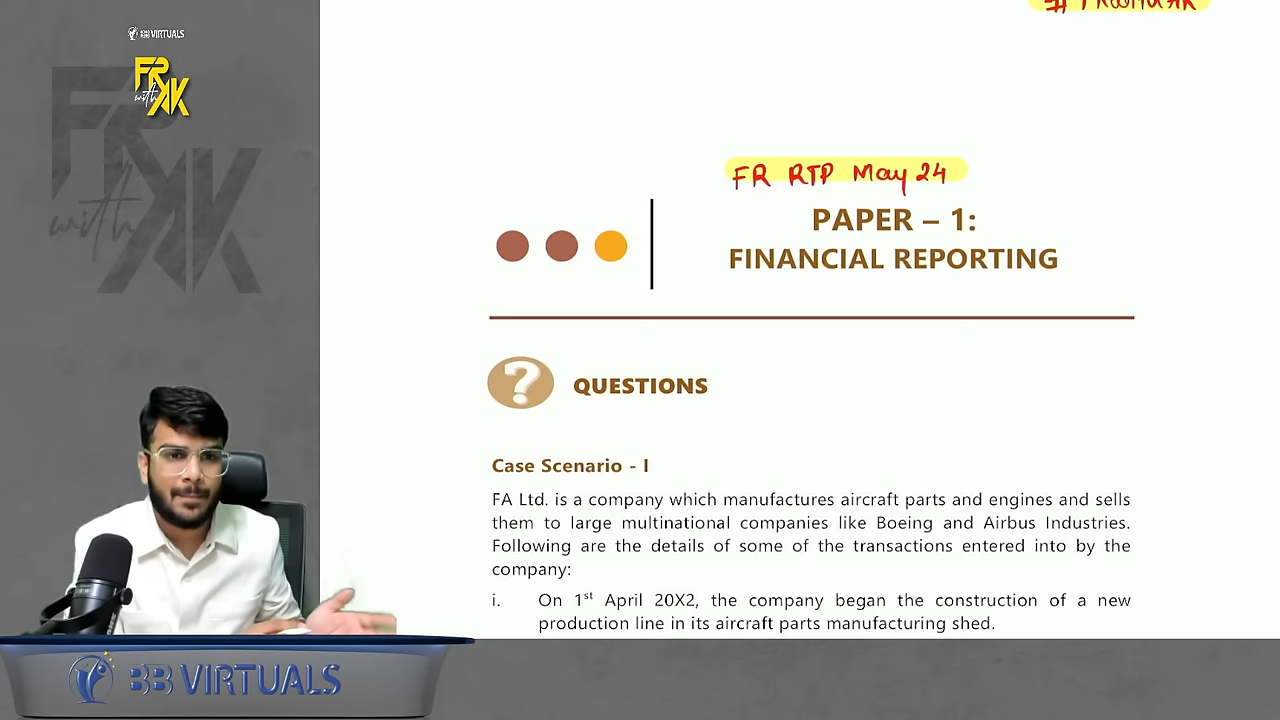 BB VIRTUALS
FR
with KK
FR RTP May 24
PAPER – 1:
FINANCIAL REPORTING
? QUESTIONS
Case Scenario - I
FA Ltd. is a company which manufactures aircraft parts and engines and sells
them to large multinational companies like Boeing and Airbus Industries.
Following are the details of some of the transactions entered into by the
company:
i. On 1st April 20X2, the company began the construction of a new
production line in its aircraft parts manufacturing shed.
BB VIRTUALS